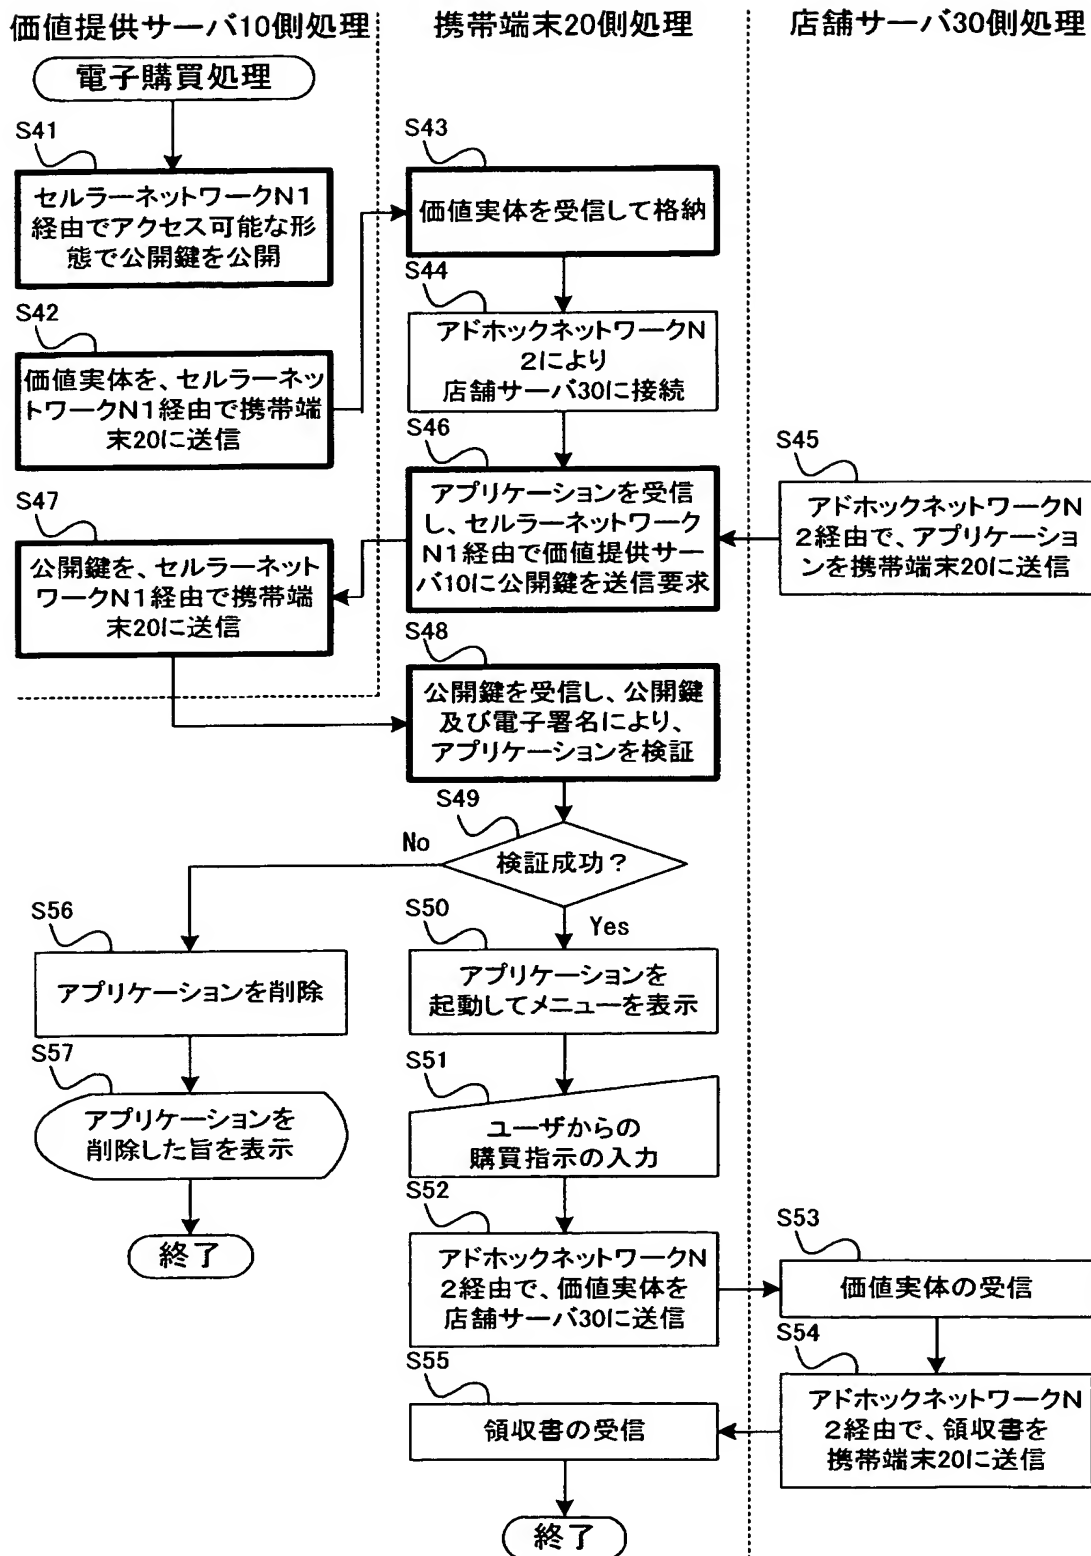 価値提供サーバ10側処理
携帯端末20側処理
店舗サーバ30側処理
電子購買処理
S41
セルラーネットワークN1
経由でアクセス可能な形
態で公開鍵を公開
S42
価値実体を、セルラーネッ
トワークN1経由で携帯端
末20に送信
S43
価値実体を受信して格納
S44
アドホックネットワークN
2により
店舗サーバ30に接続
S45
アドホックネットワークN
2経由で、アプリケーショ
ンを携帯端末20に送信
S46
アプリケーションを受信
し、セルラーネットワーク
N1経由で価値提供サー
バ10に公開鍵を送信要求
S47
公開鍵を、セルラーネット
ワークN1経由で携帯端
末20に送信
S48
公開鍵を受信し、公開鍵
及び電子署名により、
アプリケーションを検証
S49
検証成功?
No
Yes
S56
アプリケーションを削除
S57
アプリケーションを
削除した旨を表示
終了
S50
アプリケーションを
起動してメニューを表示
S51
ユーザからの
購買指示の入力
S52
アドホックネットワークN
2経由で、価値実体を
店舗サーバ30に送信
S53
価値実体の受信
S54
アドホックネットワークN
2経由で、領収書を
携帯端末20に送信
S55
領収書の受信
終了